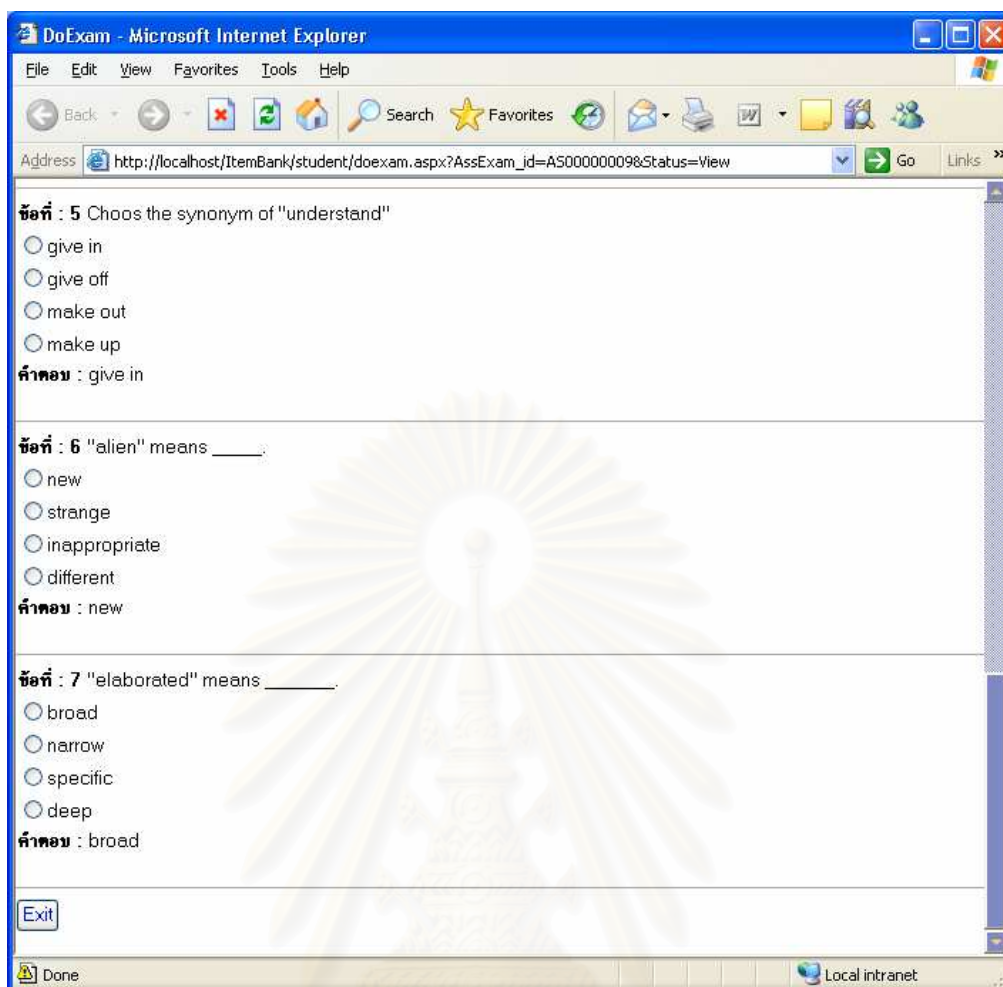 DoExam - Microsoft Internet Explorer
File Edit View Favorites Tools Help
Back Search Favorites
Address http://localhost/ItemBank/student/doexam.aspx?AssExam_id=AS00000009&Status=View Go Links »
ข้อที่ : 5 Choos the synonym of "understand"
give in
give off
make out
make up
คำตอบ : give in
ข้อที่ : 6 "alien" means _____.
new
strange
inappropriate
different
คำตอบ : new
ข้อที่ : 7 "elaborated" means _______.
broad
narrow
specific
deep
คำตอบ : broad
Exit
Done Local intranet